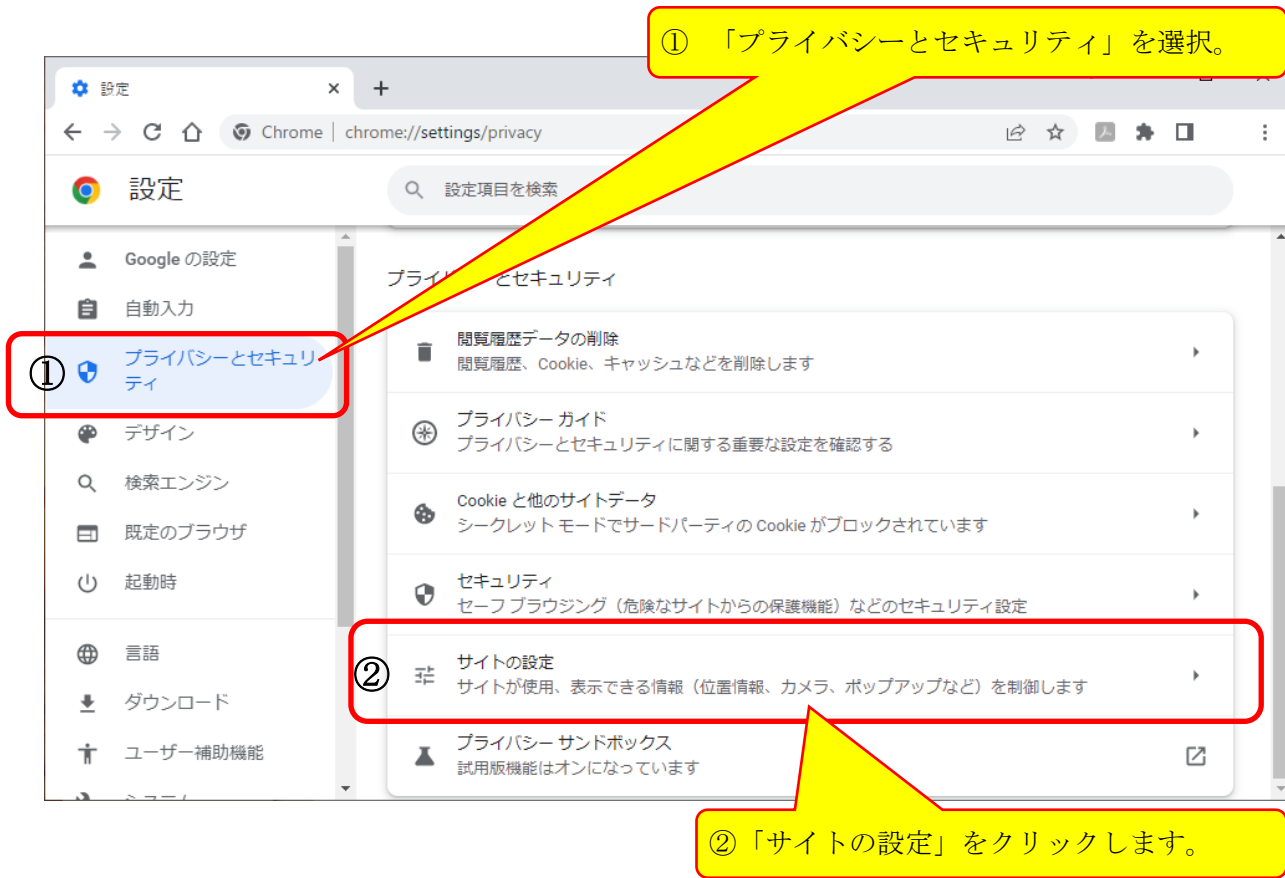 ① 「プライバシーとセキュリティ」を選択。
設定
Chrome | chrome://settings/privacy
設定
設定項目を検索
Google の設定
自動入力
①
プライバシーとセキュリ
ティ
デザイン
検索エンジン
既定のブラウザ
起動時
言語
ダウンロード
ユーザー補助機能
プライ
とセキュリティ
閲覧履歴データの削除
閲覧履歴、Cookie、キャッシュなどを削除します
プライバシー ガイド
プライバシーとセキュリティに関する重要な設定を確認する
Cookie と他のサイトデータ
シークレット モードでサードパーティの Cookie がブロックされています
セキュリティ
セーフ ブラウジング（危険なサイトからの保護機能）などのセキュリティ設定
②
サイトの設定
サイトが使用、表示できる情報（位置情報、カメラ、ポップアップなど）を制御します
プライバシー サンドボックス
試用版機能はオンになっています
②「サイトの設定」をクリックします。